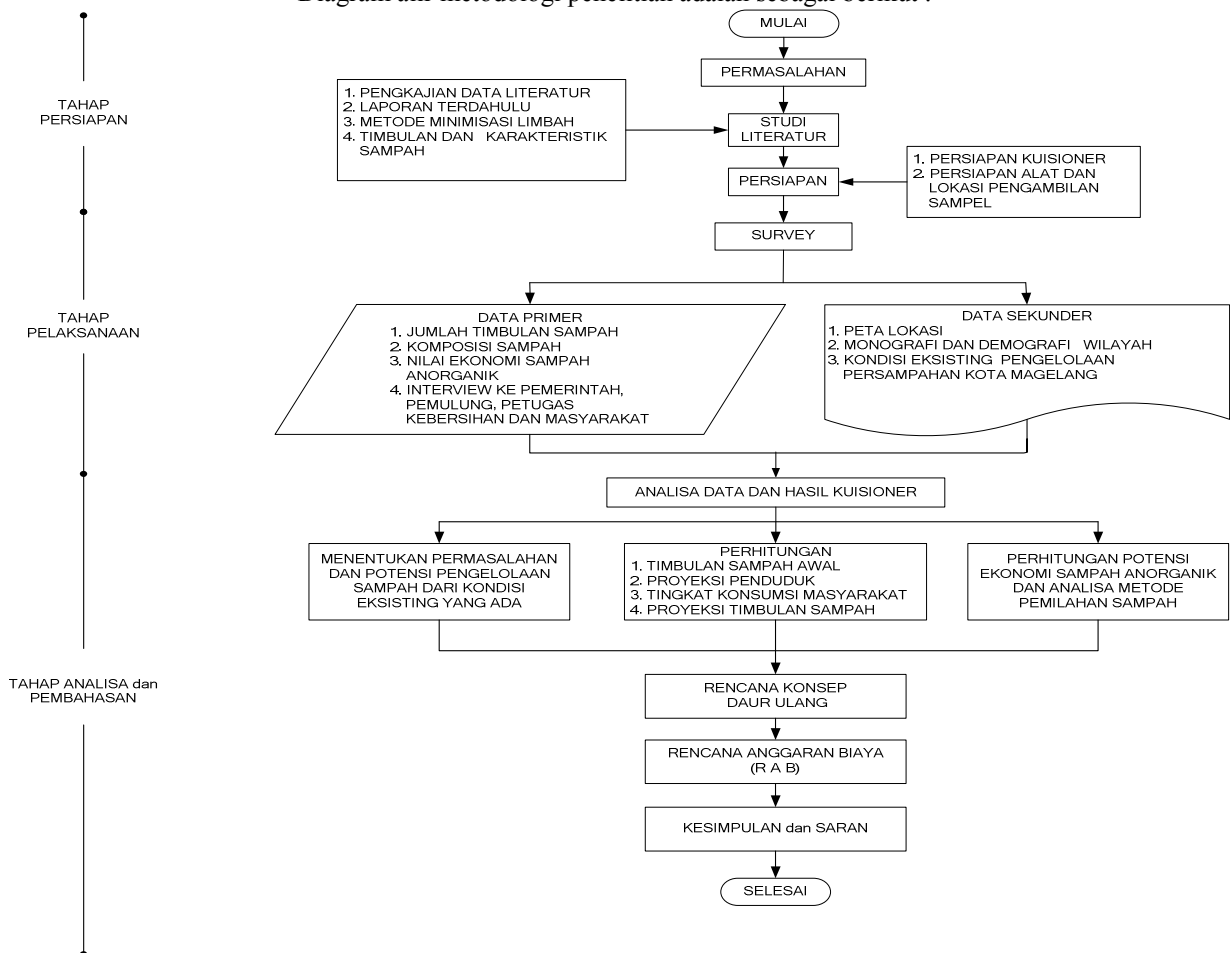 Diagram alir metodologi penelitian adalah sebagai berikut :
MULAI
PERMASALAHAN
TAHAP
PERSIAPAN
1. PENGKAJIAN DATA LITERATUR
2. LAPORAN TERDAHULU
3. METODE MINIMISASI LIMBAH
4. TIMBULAN DAN KARAKTERISTIK
SAMPAH
STUDI
LITERATUR
PERSIAPAN
1. PERSIAPAN KUISIONER
2. PERSIAPAN ALAT DAN
LOKASI PENGAMBILAN
SAMPEL
SURVEY
TAHAP
PELAKSANAAN
DATA PRIMER
1. JUMLAH TIMBULAN SAMPAH
2. KOMPOSISI SAMPAH
3. NILAI EKONOMI SAMPAH
ANORGANIK
4. INTERVIEW KE PEMERINTAH,
PEMULUNG, PETUGAS
KEBERSIHAN DAN MASYARAKAT
DATA SEKUNDER
1. PETA LOKASI
2. MONOGRAFI DAN DEMOGRAFI WILAYAH
3. KONDISI EKSISTING PENGELOLAAN
PERSAMPAHAN KOTA MAGELANG
ANALISA DATA DAN HASIL KUISIONER
MENENTUKAN PERMASALAHAN
DAN POTENSI PENGELOLAAN
SAMPAH DARI KONDISI
EKSISTING YANG ADA
PERHITUNGAN
1. TIMBULAN SAMPAH AWAL
2. PROYEKSI PENDUDUK
3. TINGKAT KONSUMSI MASYARAKAT
4. PROYEKSI TIMBULAN SAMPAH
PERHITUNGAN POTENSI
EKONOMI SAMPAH ANORGANIK
DAN ANALISA METODE
PEMILAHAN SAMPAH
TAHAP ANALISA dan
PEMBAHASAN
RENCANA KONSEP
DAUR ULANG
RENCANA ANGGARAN BIAYA
(R A B)
KESIMPULAN dan SARAN
SELESAI